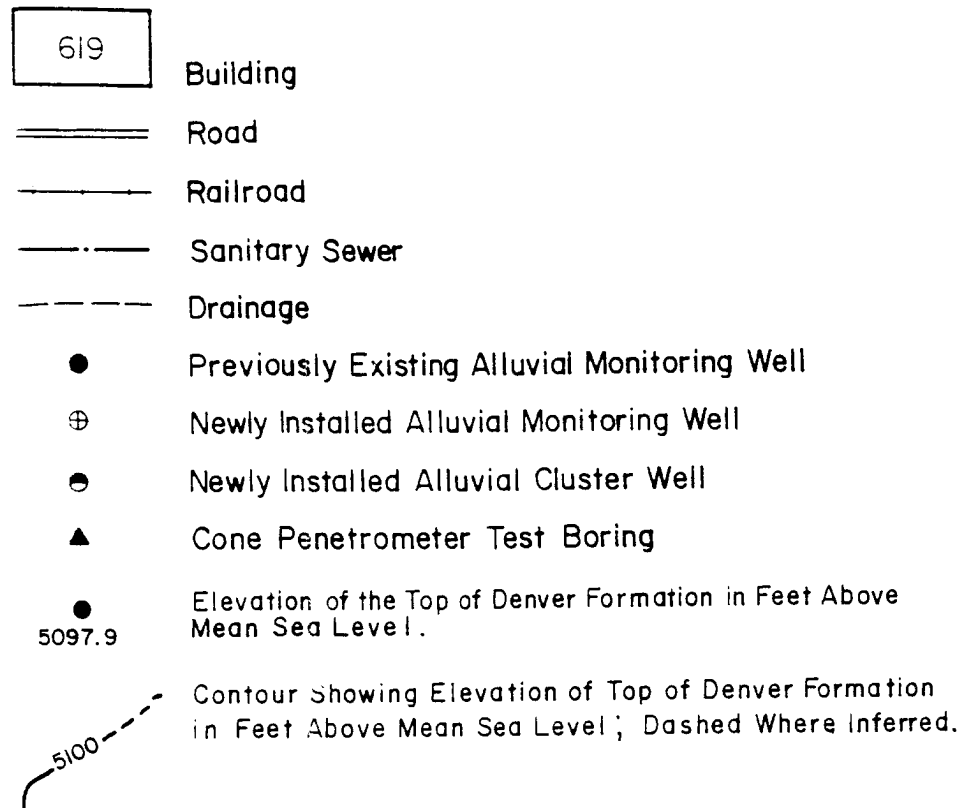 619
Building
Road
Railroad
Sanitary Sewer
Drainage
Previously Existing Alluvial Monitoring Well
Newly Installed Alluvial Monitoring Well
Newly Installed Alluvial Cluster Well
Cone Penetrometer Test Boring
5097.9
Elevation of the Top of Denver Formation in Feet Above
Mean Sea Level.
5100
Contour Showing Elevation of Top of Denver Formation
in Feet Above Mean Sea Level; Dashed Where Inferred.